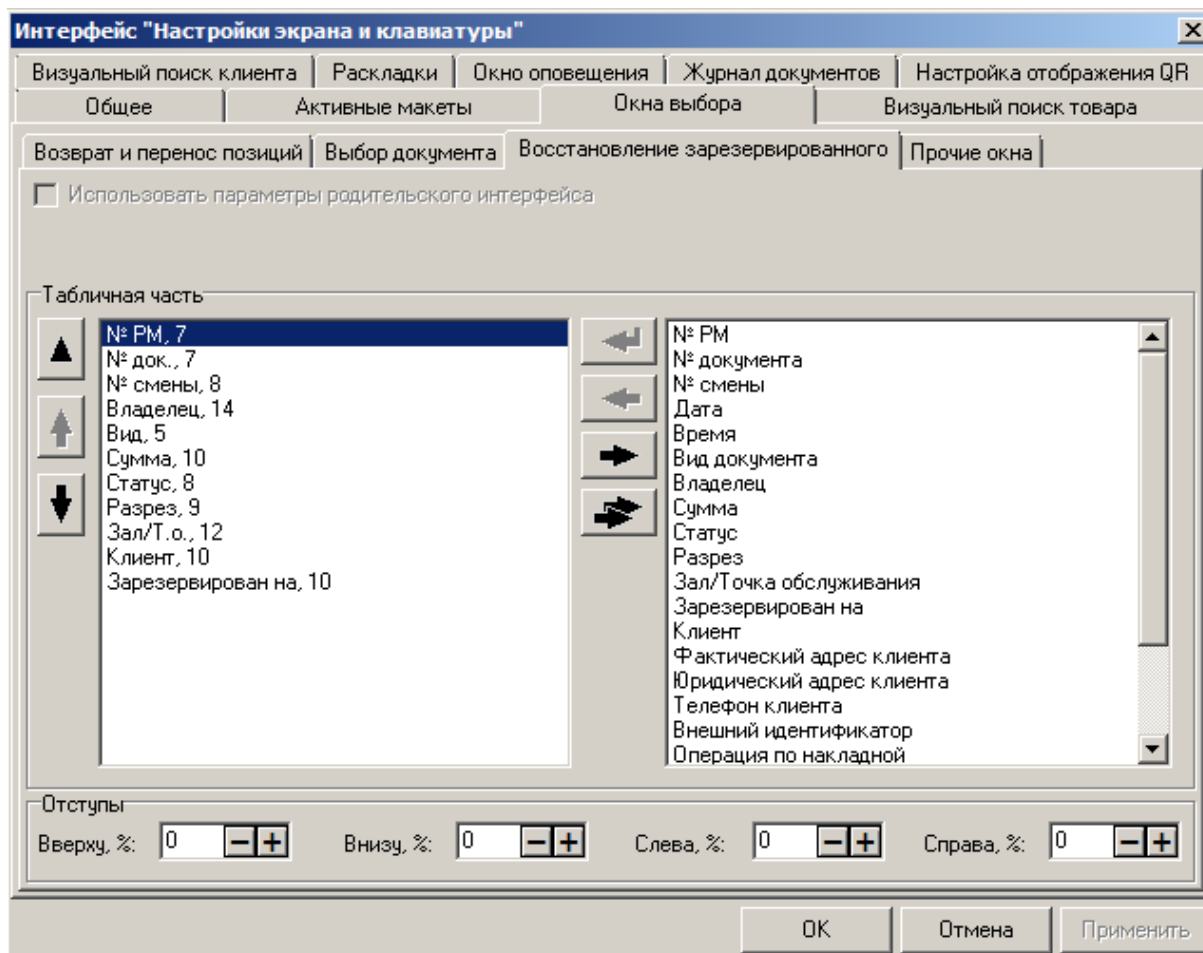 Интерфейс "Настройки экрана и клавиатуры"
Визуальный поиск клиента Раскладки Окно оповещения Журнал документов Настройка отображения QR
Общее Активные макеты Окна выбора Визуальный поиск товара
Возврат и перенос позиций Выбор документа Восстановление зарезервированного Прочие окна
Использовать параметры родительского интерфейса
Табличная часть
№ РМ, 7
№ док., 7
№ смены, 8
Владелец, 14
Вид, 5
Сумма, 10
Статус, 8
Разрез, 9
Зал/Т.о., 12
Клиент, 10
Зарезервирован на, 10
№ РМ
№ документа
№ смены
Дата
Время
Вид документа
Владелец
Сумма
Статус
Разрез
Зал/Точка обслуживания
Зарезервирован на
Клиент
Фактический адрес клиента
Юридический адрес клиента
Телефон клиента
Внешний идентификатор
Операция по накладной
Отступы
Вверху, %: 0 Внизу, %: 0 Слева, %: 0 Справа, %: 0
OK Отмена Применить